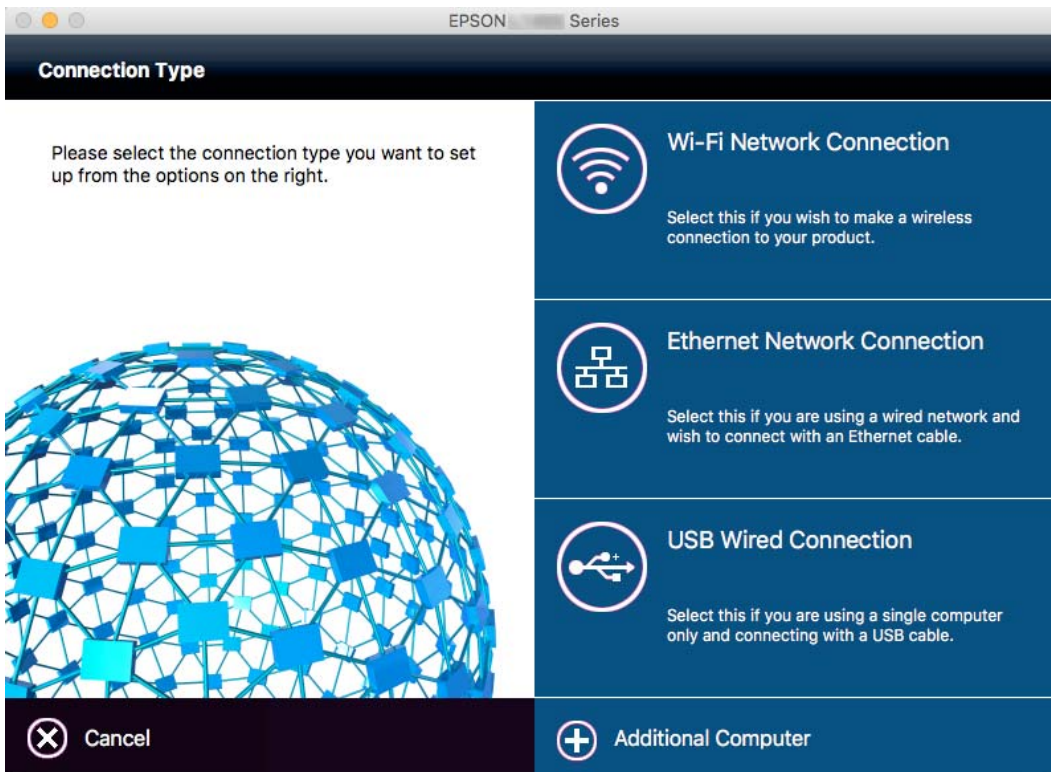 EPSON Series
Connection Type
Please select the connection type you want to set
up from the options on the right.
Wi-Fi Network Connection
Select this if you wish to make a wireless
connection to your product.
Ethernet Network Connection
Select this if you are using a wired network and
wish to connect with an Ethernet cable.
USB Wired Connection
Select this if you are using a single computer
only and connecting with a USB cable.
Cancel
Additional Computer